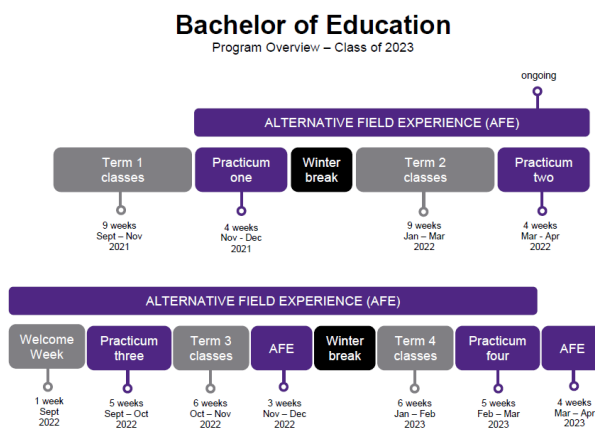 Bachelor of Education
Program Overview – Class of 2023
ongoing
ALTERNATIVE FIELD EXPERIENCE (AFE)
Term 1
classes
Practicum
one
Winter
break
Term 2
classes
Practicum
two
9 weeks
Sept – Nov
2021
4 weeks
Nov - Dec
2021
9 weeks
Jan – Mar
2022
4 weeks
Mar - Apr
2022
ALTERNATIVE FIELD EXPERIENCE (AFE)
Welcome
Week
Practicum
three
Term 3
classes
AFE
Winter
break
Term 4
classes
Practicum
four
AFE
1 week
Sept
2022
5 weeks
Sept – Oct
2022
6 weeks
Oct – Nov
2022
3 weeks
Nov – Dec
2022
6 weeks
Jan – Feb
2023
5 weeks
Feb - Mar
2023
4 weeks
Mar – Apr
2023